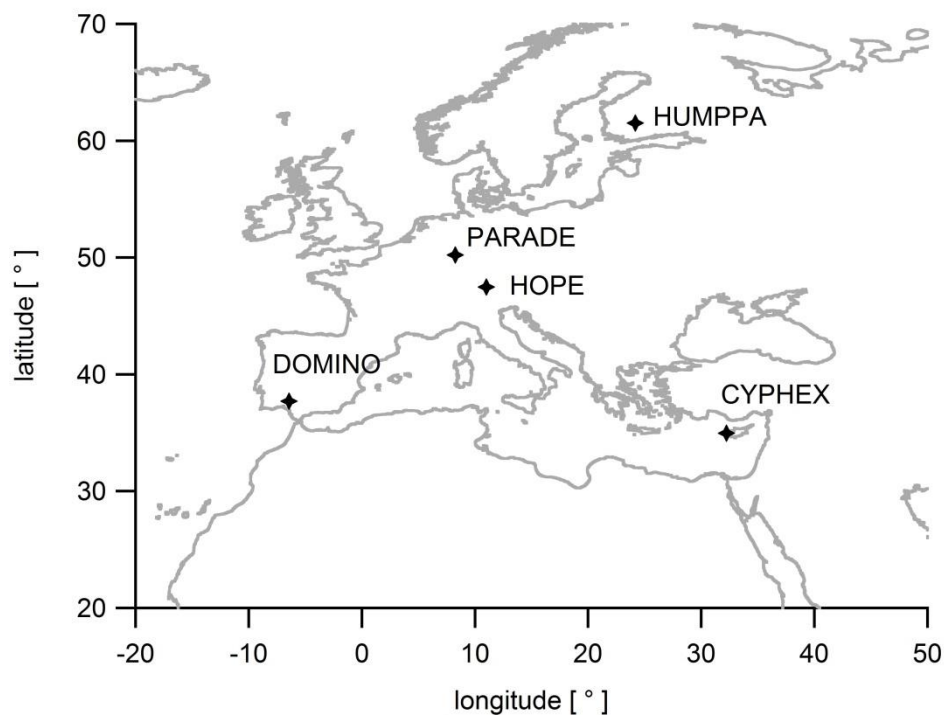 70
60
50
40
30
20
latitude [ ° ]
HUMPPA
PARADE
HOPE
DOMINO
CYPHEX
-20 -10 0 10 20 30 40 50
longitude [ ° ]